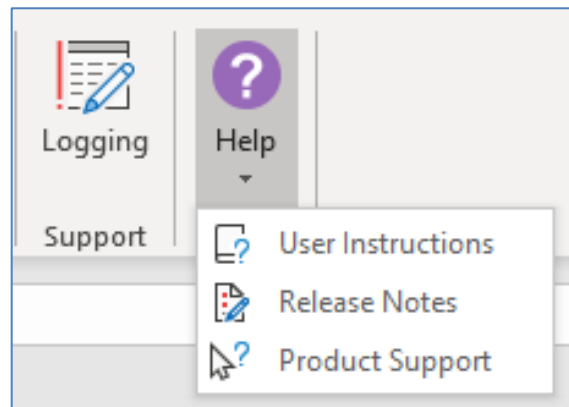 Logging
Help
Support
User Instructions
Release Notes
Product Support